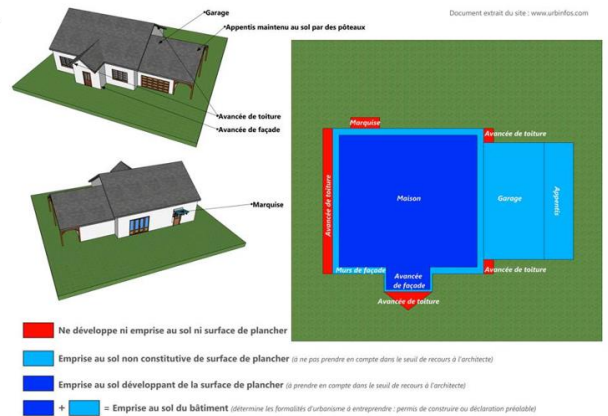 Garage
Document extrait du site : www.urbinfos.com
Appentis maintenu au sol par des pôteaux
Avancée de toiture
Avancée de façade
Marquise
Marquise
Avancée de toiture
Avancée de toiture
Maison
Garage
Appentis
Murs de façade
Avancée
de façade
Avancée de toiture
Avancée de toiture
Ne développe ni emprise au sol ni surface de plancher
Emprise au sol non constitutive de surface de plancher (à ne pas prendre en compte dans le seuil de recours à l'architecte)
Emprise au sol développant de la surface de plancher (à prendre en compte dans le seuil de recours à l'architecte)
+ = Emprise au sol du bâtiment (détermine les formalités d'urbanisme à entreprendre : permis de construire ou déclaration préalable)